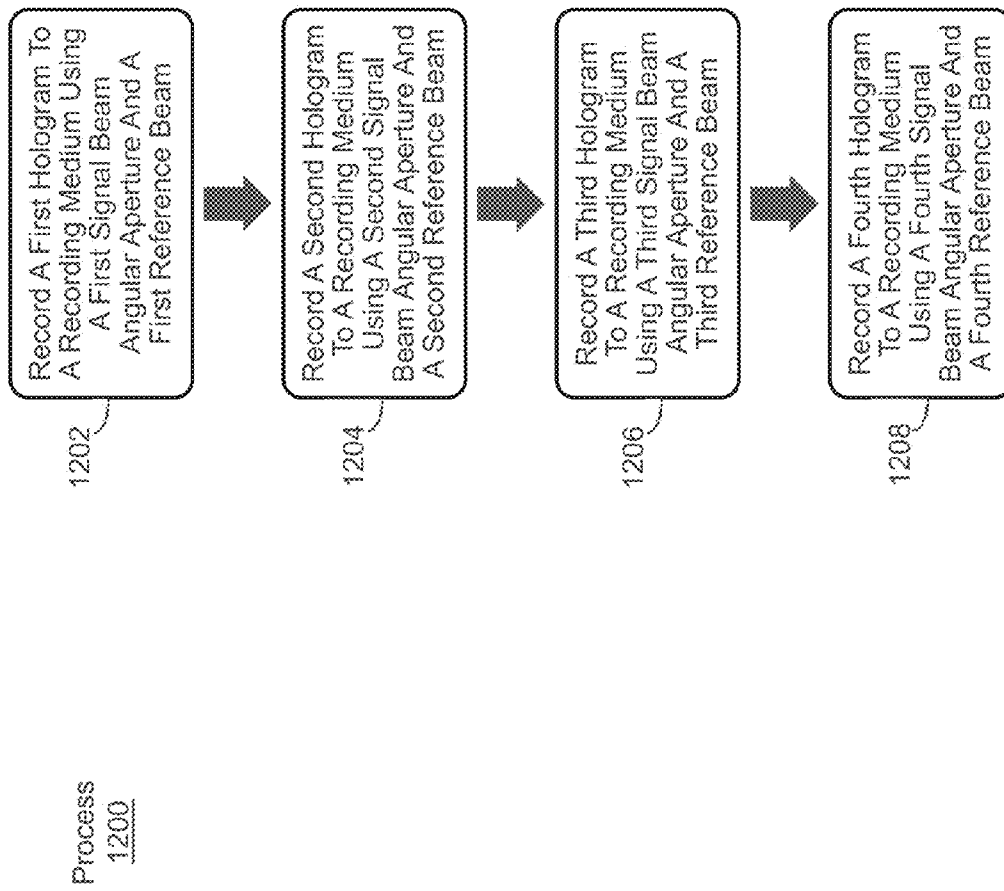 Process
1200
1202
Record A First Hologram To
A Recording Medium Using
A First Signal Beam
Angular Aperture And A
First Reference Beam
1204
Record A Second Hologram
To A Recording Medium
Using A Second Signal
Beam Angular Aperture And
A Second Reference Beam
1206
Record A Third Hologram
To A Recording Medium
Using A Third Signal Beam
Angular Aperture And A
Third Reference Beam
1208
Record A Fourth Hologram
To A Recording Medium
Using A Fourth Signal
Beam Angular Aperture And
A Fourth Reference Beam